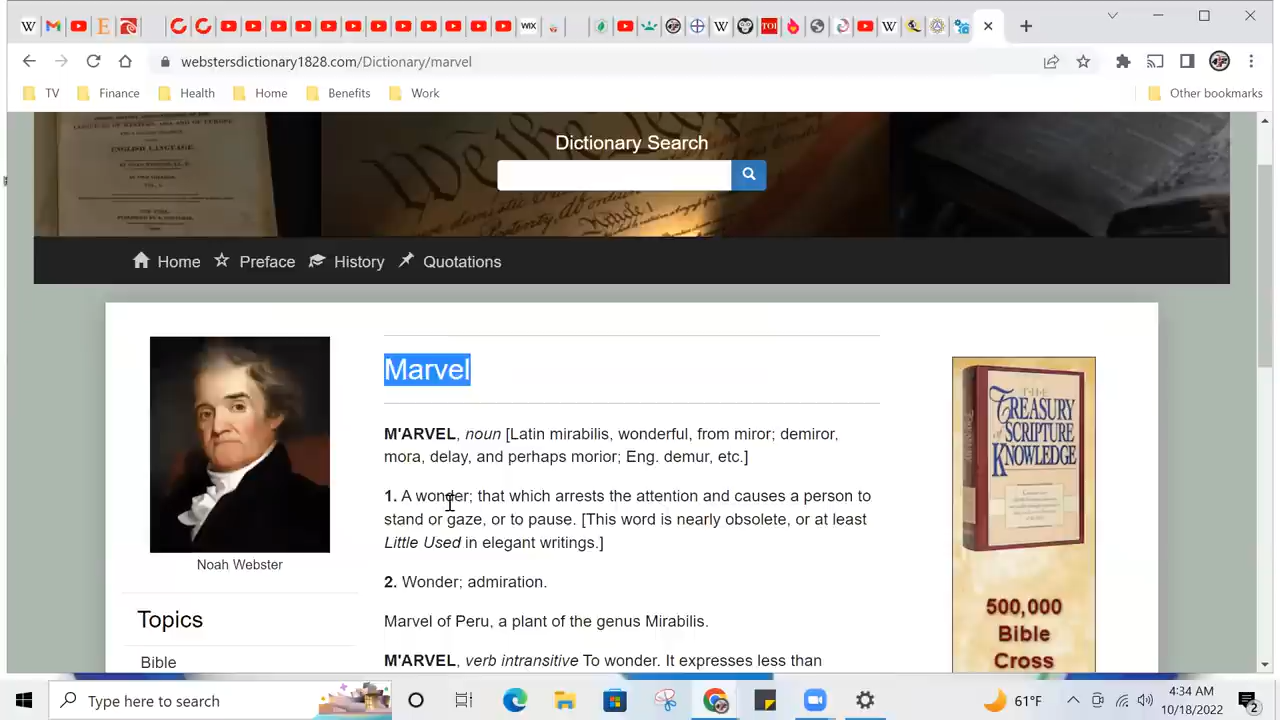 webstersdictionary1828.com/Dictionary/marvel
TV Finance Health Home Benefits Work Other bookmarks
ENGLISH LANGUAGE.
Dictionary Search
Home Preface History Quotations
Marvel
M'ARVEL, noun [Latin mirabilis, wonderful, from miror; demiror,
mora, delay, and perhaps morior; Eng. demur, etc.]
1. A wonder; that which arrests the attention and causes a person to
stand or gaze, or to pause. [This word is nearly obsolete, or at least
Little Used in elegant writings.]
2. Wonder; admiration.
Marvel of Peru, a plant of the genus Mirabilis.
M'ARVEL, verb intransitive To wonder. It expresses less than
Noah Webster
Topics
Bible
THE
TREASURY
of
SCRIPTURE
KNOWLEDGE
500,000
Bible
Cross
Type here to search
61°F
4:34 AM
10/18/2022
2